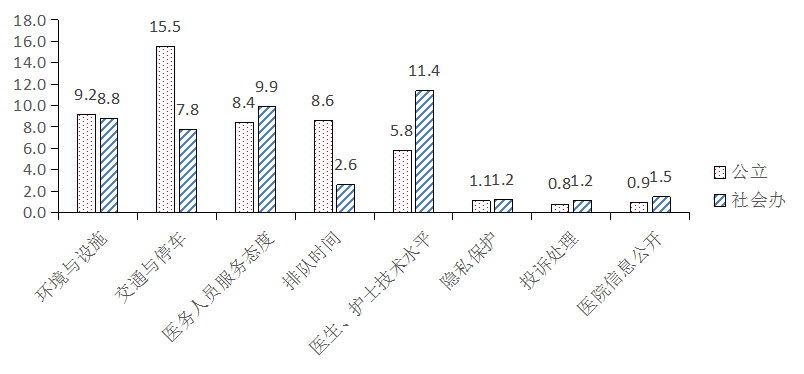 18.0
16.0
14.0
12.0
10.0
8.0
6.0
4.0
2.0
0.0
9.2
8.8
15.5
7.8
8.4
9.9
8.6
2.6
5.8
11.4
1.1
1.2
0.8
1.2
0.9
1.5
环境与设施
交通与停车
医务人员服务态度
排队时间
医生、护士技术水平
隐私保护
投诉处理
医院信息公开
公立
社会办